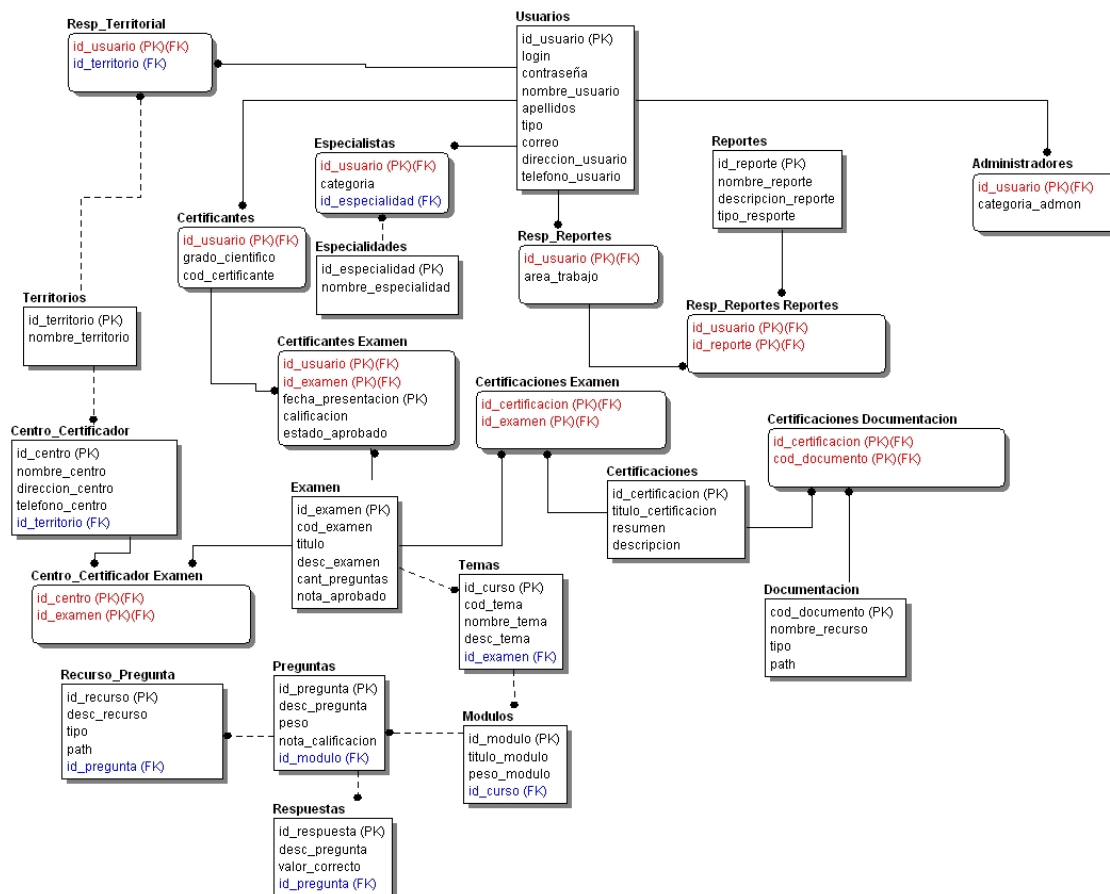 Usuarios
id_usuario (PK)
login
contraseña
nombre_usuario
apellidos
tipo
correo
direccion_usuario
telefono_usuario
Resp_Territorial
id_usuario (PK)(FK)
id_territorio (FK)
Especialistas
id_usuario (PK)(FK)
categoria
id_especialidad (FK)
Reportes
id_reporte (PK)
nombre_reporte
descripcion_reporte
tipo_resporte
Administradores
id_usuario (PK)(FK)
categoria_admon
Certificantes
id_usuario (PK)(FK)
grado_cientifico
cod_certificante
Especialidades
id_especialidad (PK)
nombre_especialidad
Resp_Reportes
id_usuario (PK)(FK)
area_trabajo
Territorios
id_territorio (PK)
nombre_territorio
Resp_Reportes Reportes
id_usuario (PK)(FK)
id_reporte (PK)(FK)
Certificantes Examen
id_usuario (PK)(FK)
id_examen (PK)(FK)
fecha_presentacion (PK)
calificacion
estado_aprobado
Certificaciones Examen
id_certificacion (PK)(FK)
id_examen (PK)(FK)
Certificaciones Documentacion
id_certificacion (PK)(FK)
cod_documento (PK)(FK)
Centro_Certificador
id_centro (PK)
nombre_centro
direccion_centro
telefono_centro
id_territorio (FK)
Certificaciones
id_certificacion (PK)
titulo_certificacion
resumen
descripcion
Examen
id_examen (PK)
cod_examen
titulo
desc_examen
cant_preguntas
nota_aprobado
Centro_Certificador Examen
id_centro (PK)(FK)
id_examen (PK)(FK)
Temas
id_curso (PK)
cod_tema
nombre_tema
desc_tema
id_examen (FK)
Documentacion
cod_documento (PK)
nombre_recurso
tipo
path
Recurso_Pregunta
id_recurso (PK)
desc_recurso
tipo
path
id_pregunta (FK)
Preguntas
id_pregunta (PK)
desc_pregunta
peso
nota_calificacion
id_modulo (FK)
Modulos
id_modulo (PK)
titulo_modulo
peso_modulo
id_curso (FK)
Respuestas
id_respuesta (PK)
desc_pregunta
valor_correcto
id_pregunta (FK)